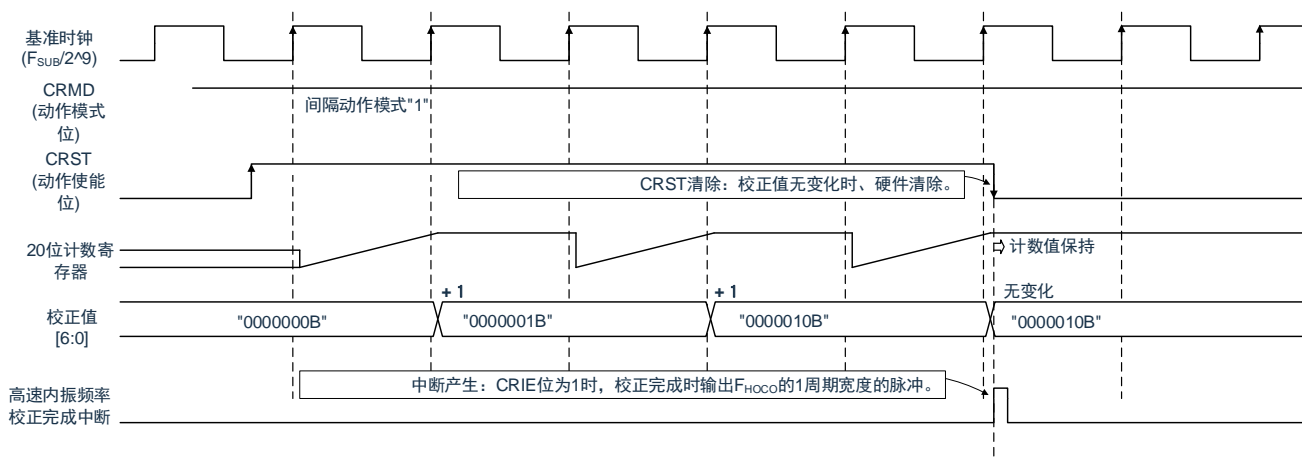 基准时钟
(FSUB/2^9)
CRMD
(动作模式
位)
间隔动作模式"1"
CRST
(动作使能
位)
CRST清除：校正值无变化时、硬件清除。
20位计数寄
存器
计数值保持
+ 1
+ 1
无变化
校正值
[6:0]
"0000000B"
"0000001B"
"0000010B"
"0000010B"
中断产生：CRIE位为1时，校正完成时输出FHOCO的1周期宽度的脉冲。
高速内振频率
校正完成中断